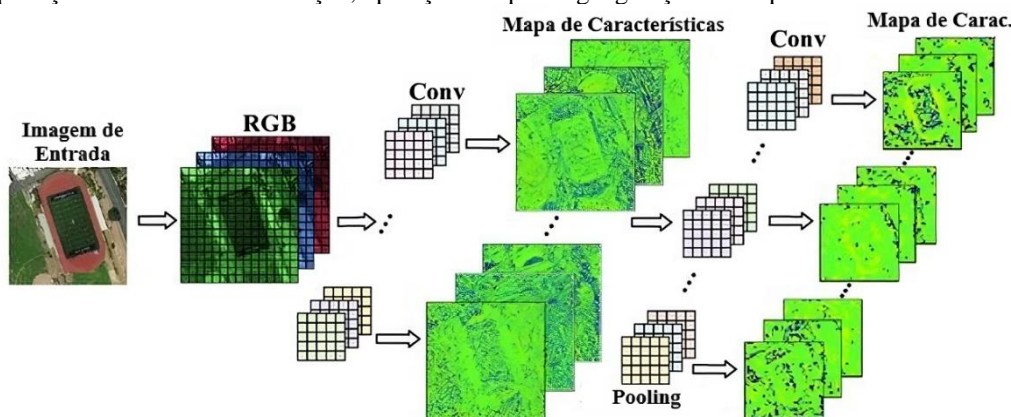 Mapa de Características
Conv
Mapa de Carac.
Conv
RGB
Imagem de
Entrada
Pooling